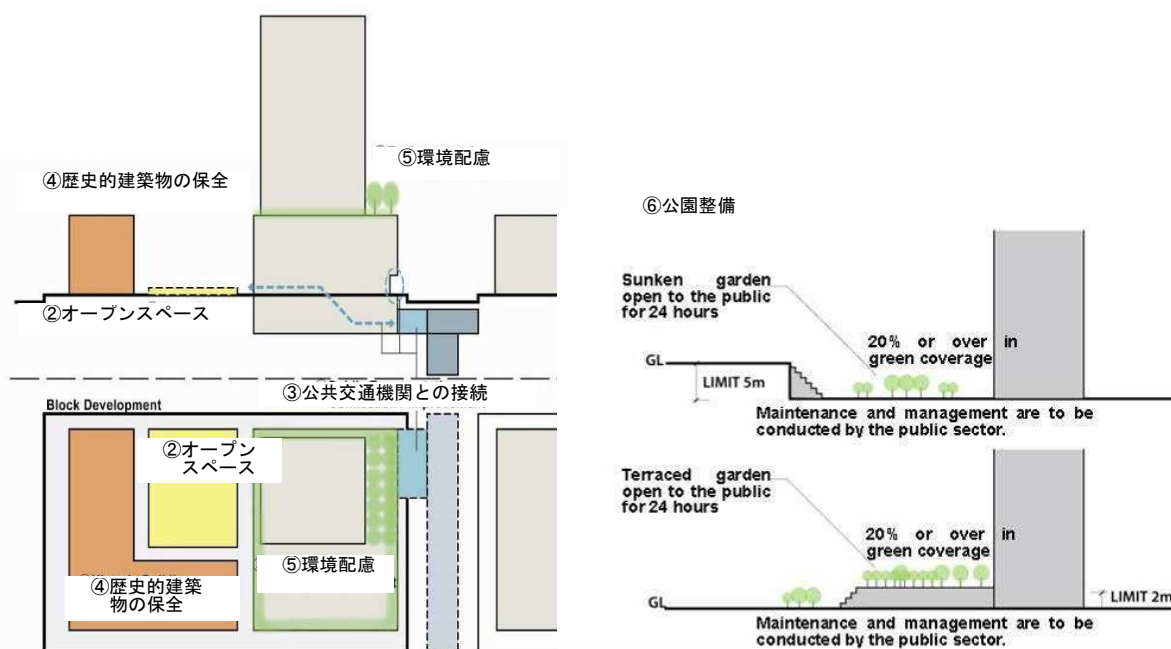 ⑤環境配慮
④歴史的建築物の保全
②オープンスペース
③公共交通機関との接続
Block Development
②オープン
スペース
⑤環境配慮
④歴史的建築
物の保全
⑥公園整備
Sunken garden
open to the public
for 24 hours
20% or over in
green coverage
GL
LIMIT 5m
Maintenance and management are to be
conducted by the public sector.
Terraced garden
open to the public
for 24 hours
20% or over in
green coverage
GL
LIMIT 2m
Maintenance and management are to be
conducted by the public sector.